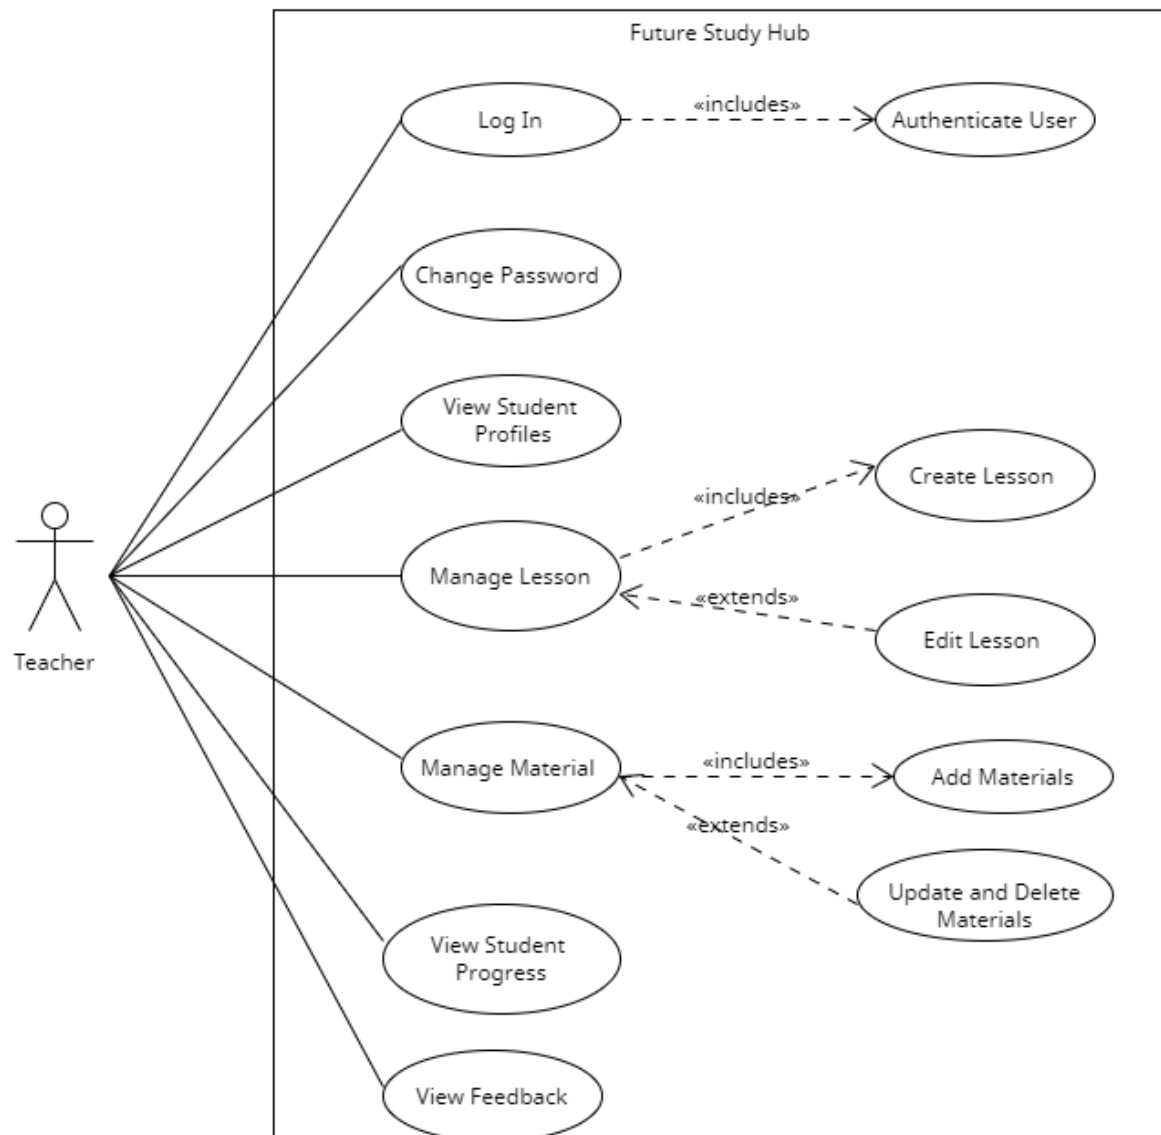 Future Study Hub
Log In
«includes»
Authenticate User
Change Password
View Student
Profiles
Create Lesson
«includes»
Manage Lesson
«extends»
Edit Lesson
Teacher
Manage Material
«includes»
Add Materials
«extends»
Update and Delete
Materials
View Student
Progress
View Feedback